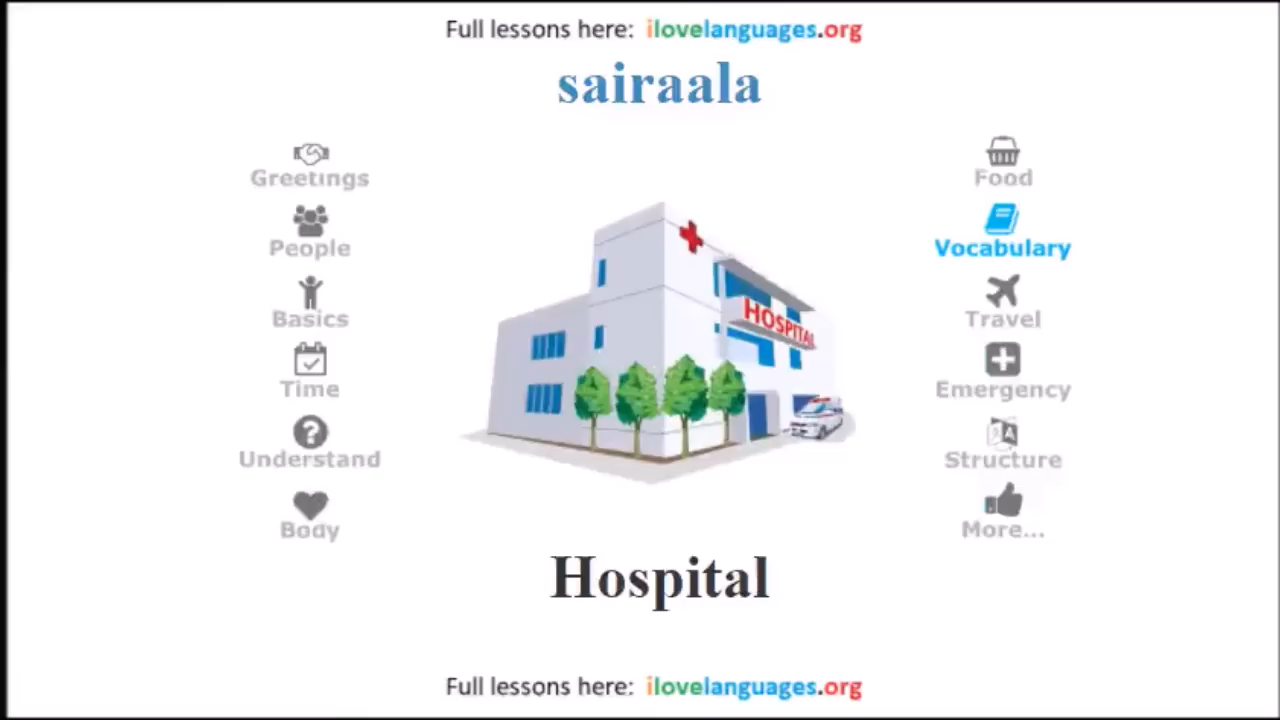 Full lessons here: ilovelanguages.org
sairaala
Greetings
People
Basics
Time
Understand
Body
HOSPITAL
Food
Vocabulary
Travel
Emergency
Structure
More...
Hospital
Full lessons here: ilovelanguages.org